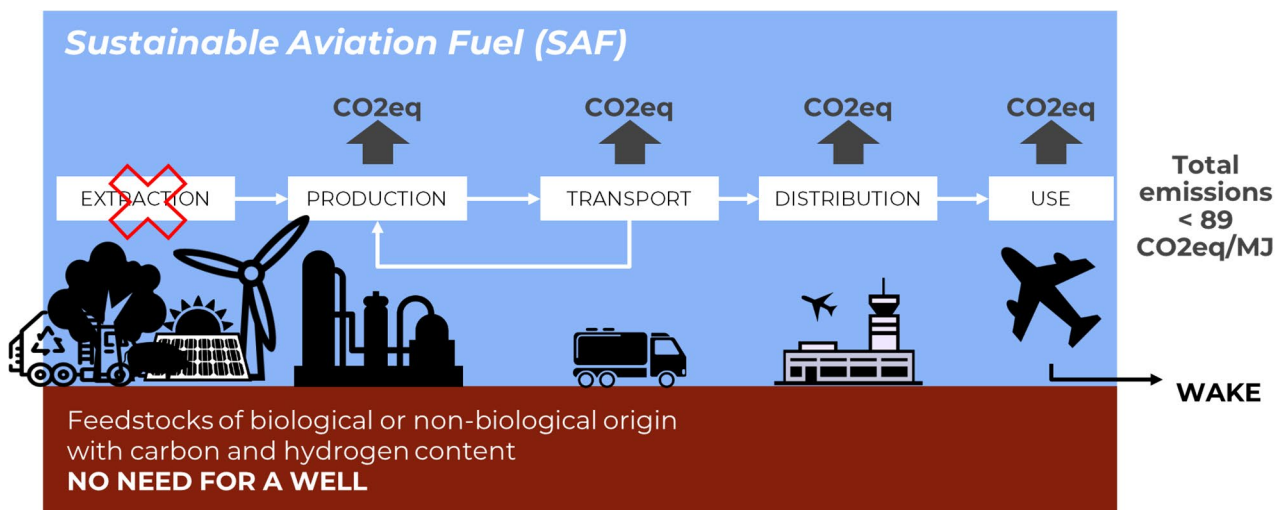 Sustainable Aviation Fuel (SAF)
CO2eq
CO2eq
CO2eq
CO2eq
EXTRACTION
PRODUCTION
TRANSPORT
DISTRIBUTION
USE
Total
emissions
< 89
CO2eq/MJ
WAKE
Feedstocks of biological or non-biological origin
with carbon and hydrogen content
NO NEED FOR A WELL